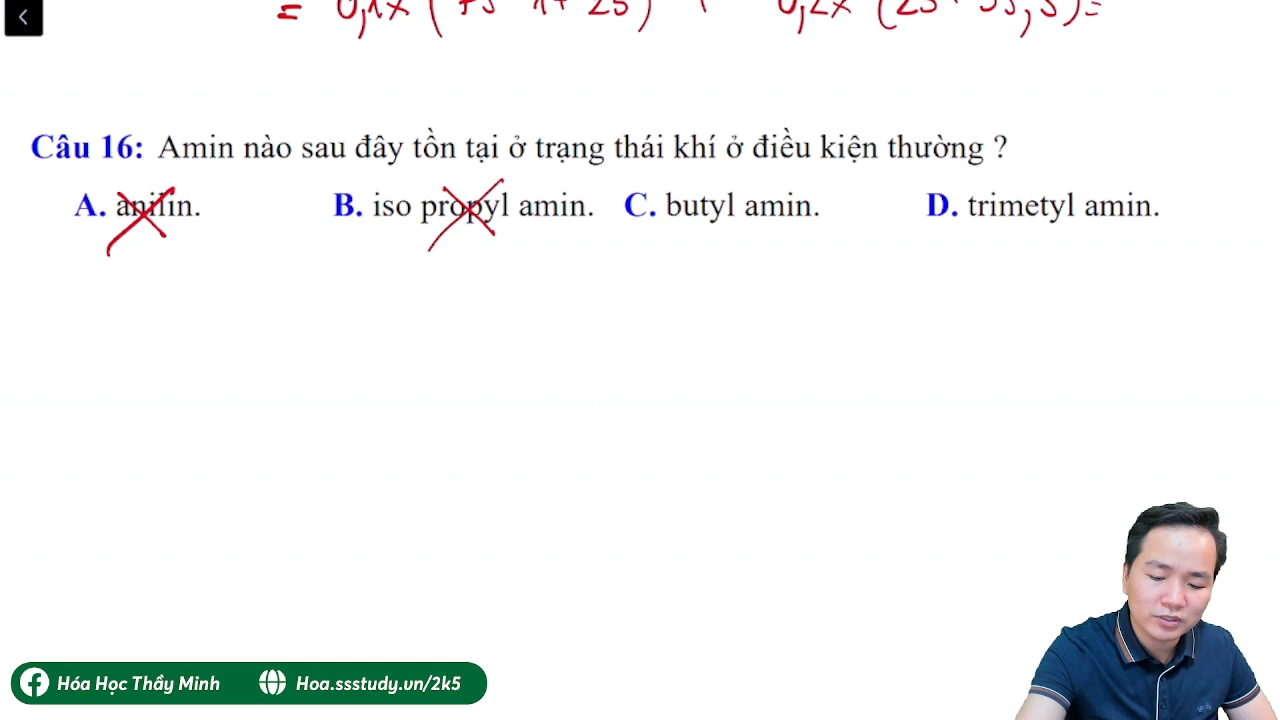 Câu 16: Amin nào sau đây tồn tại ở trạng thái khí ở điều kiện thường ?
A. anilin. B. iso propyl amin. C. butyl amin. D. trimetyl amin.
Hóa Học Thầy Minh Hoa.ssstudy.vn/2k5